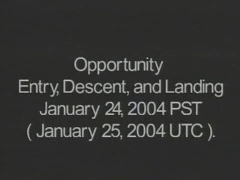 Opportunity
Entry, Descent, and Landing
January 24, 2004 PST
( January 25, 2004 UTC ).